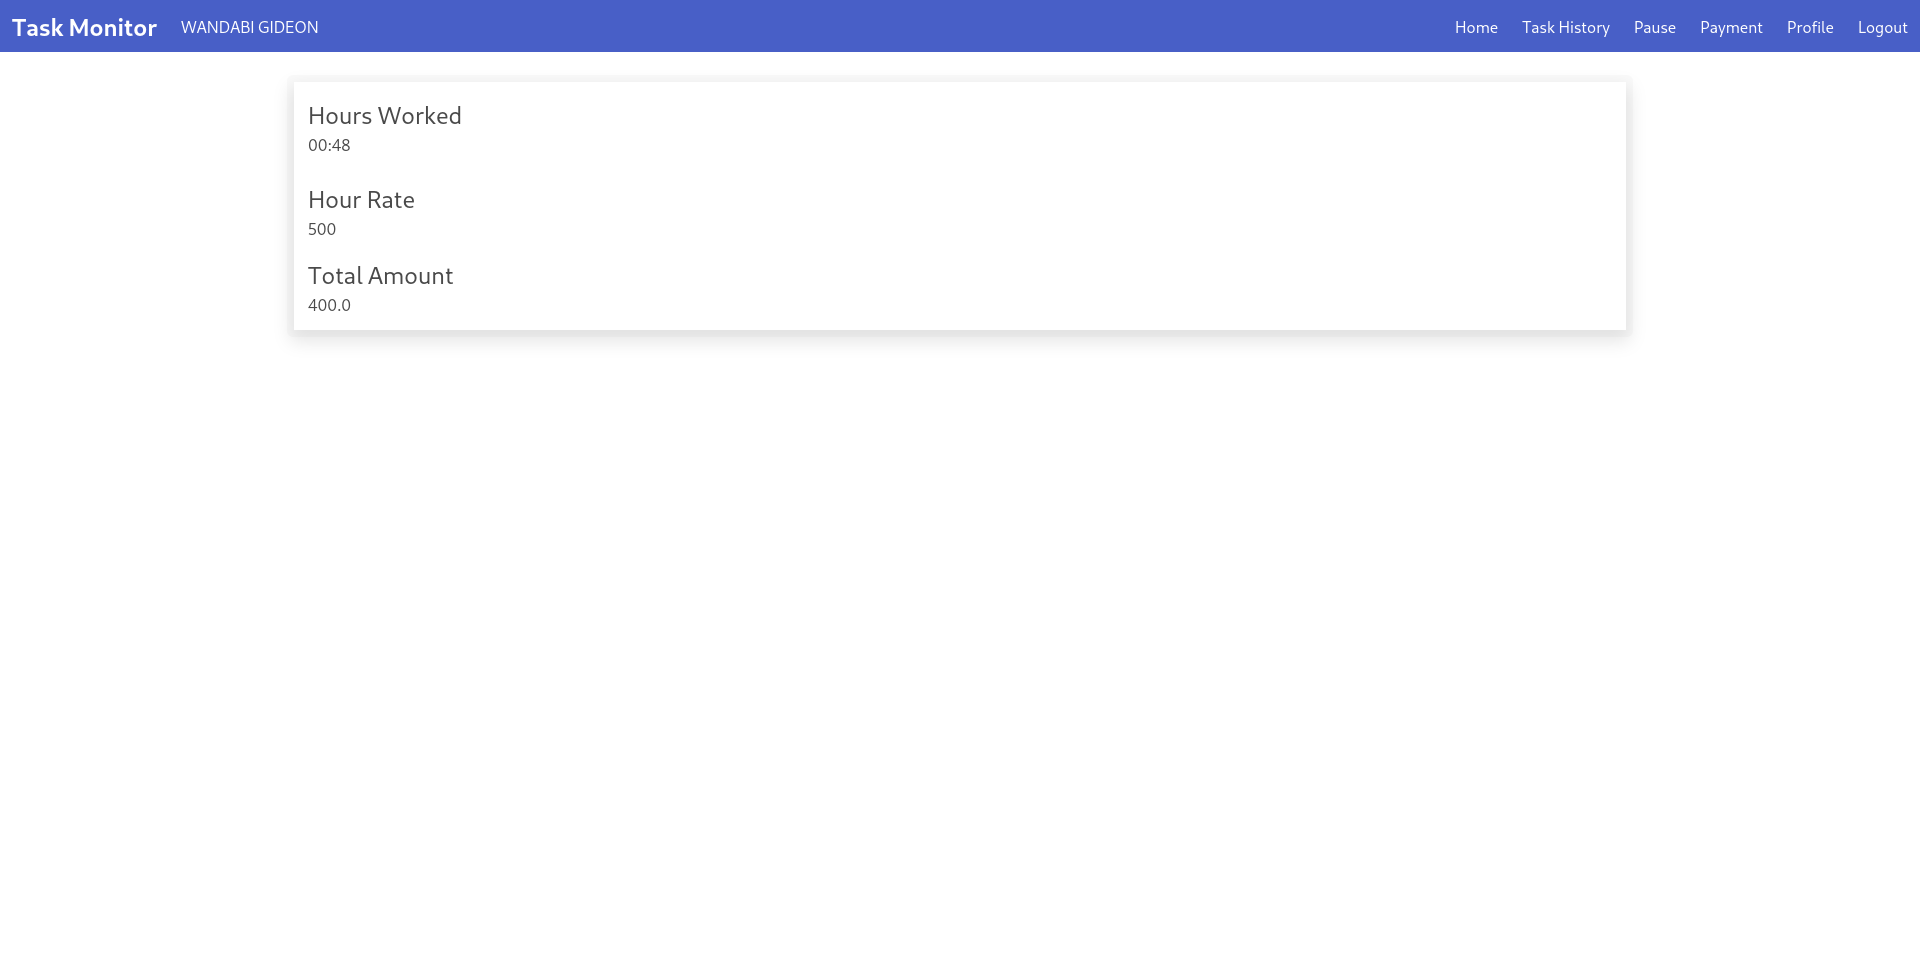 Task Monitor WANDABI GIDEON Home Task History Pause Payment Profile Logout
Hours Worked
00:48
Hour Rate
500
Total Amount
400.0